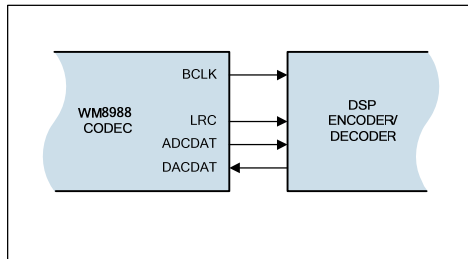 BCLK
WM8988
CODEC
LRC
ADCDAT
DACDAT
DSP
ENCODER/
DECODER